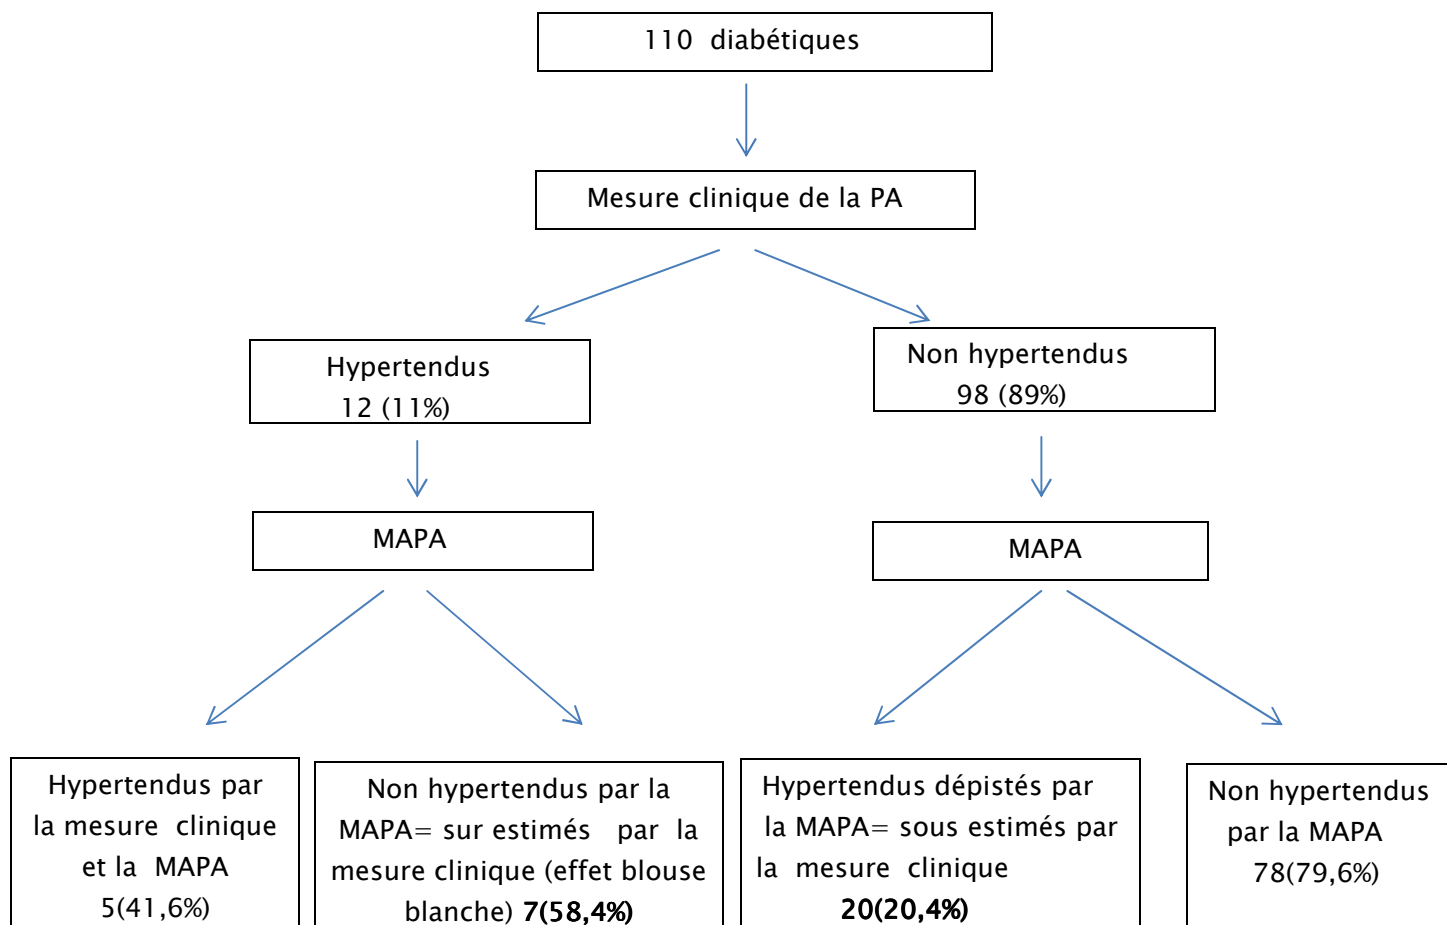 110 diabétiques
Mesure clinique de la PA
Hypertendus
12 (11%)
Non hypertendus
98 (89%)
MAPA
MAPA
Hypertendus par
la mesure clinique
et la MAPA
5(41,6%)
Non hypertendus par la
MAPA= sur estimés par la
mesure clinique (effet blouse
blanche) 7(58,4%)
Hypertendus dépistés par
la MAPA= sous estimés par
la mesure clinique
20(20,4%)
Non hypertendus
par la MAPA
78(79,6%)